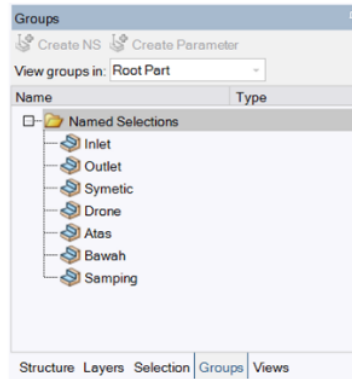 Groups
Create NS Create Parameter
View groups in: Root Part
Name Type
Named Selections
Inlet
Outlet
Symetic
Drone
Atas
Bawah
Samping
Structure Layers Selection Groups Views